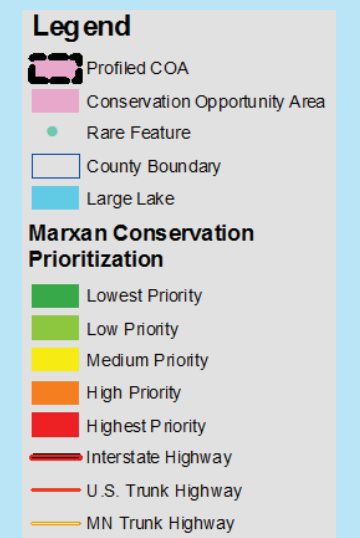 Legend
Profiled COA
Conservation Opportunity Area
Rare Feature
County Boundary
Large Lake
Marxan Conservation
Prioritization
Lowest Priority
Low Priority
Medium Priority
High Priority
Highest Priority
Interstate Highway
U.S. Trunk Highway
MN Trunk Highway